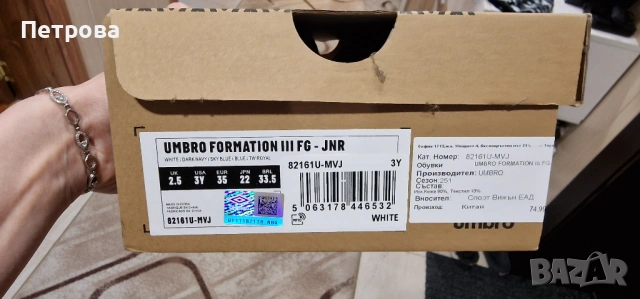 Петрова
UMBRO FORMATION III FG - JNR
WHITE / DARK NAVY / SKY BLUE / BLUE / TW ROYAL
82161U-MVJ 3Y
UK USA EUR JPN BRL
2.5 3Y 35 22 33.5
82161U-MVJ
5 063178 446532
WHITE
Кат. Номер: 82161U-MVJ
Обувки UMBRO FORMATION III FG
Производител: UMBRO
Сезон: 251
Състав:
Вносител: Спорт Вижън ЕАД
Произход: Китай 74.99
umbro
BAZAR